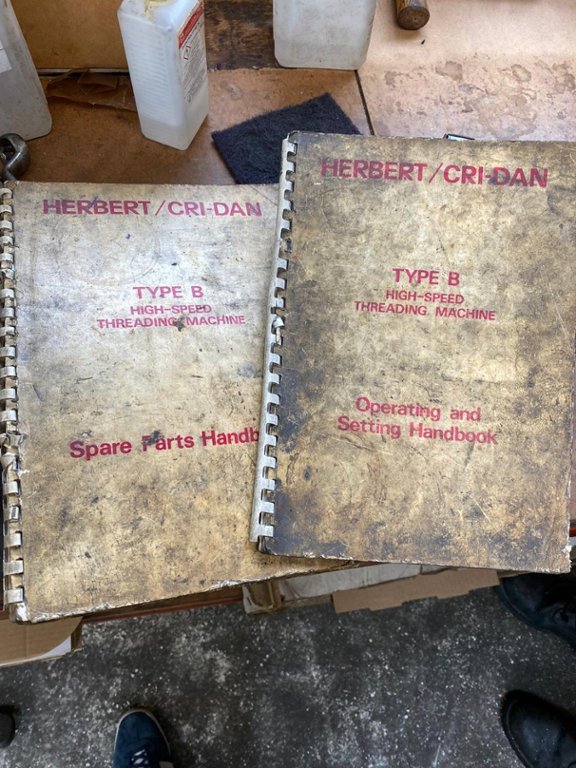 HERBERT/CRI-DAN
TYPE B
HIGH-SPEED
THREADING MACHINE
Spare Parts Handb
HERBERT/CRI-DAN
TYPE B
HIGH-SPEED
THREADING MACHINE
Operating and
Setting Handbook